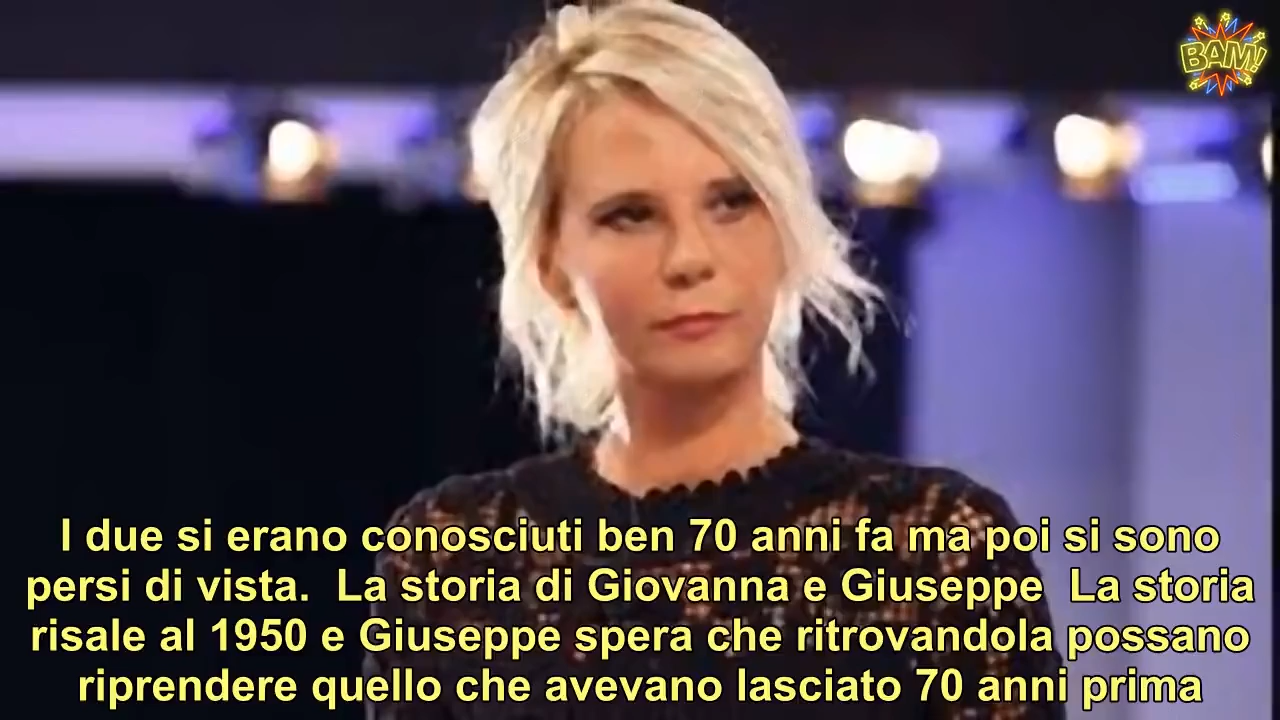 BAM!
I due si erano conosciuti ben 70 anni fa ma poi si sono
persi di vista.  La storia di Giovanna e Giuseppe  La storia
risale al 1950 e Giuseppe spera che ritrovandola possano
riprendere quello che avevano lasciato 70 anni prima